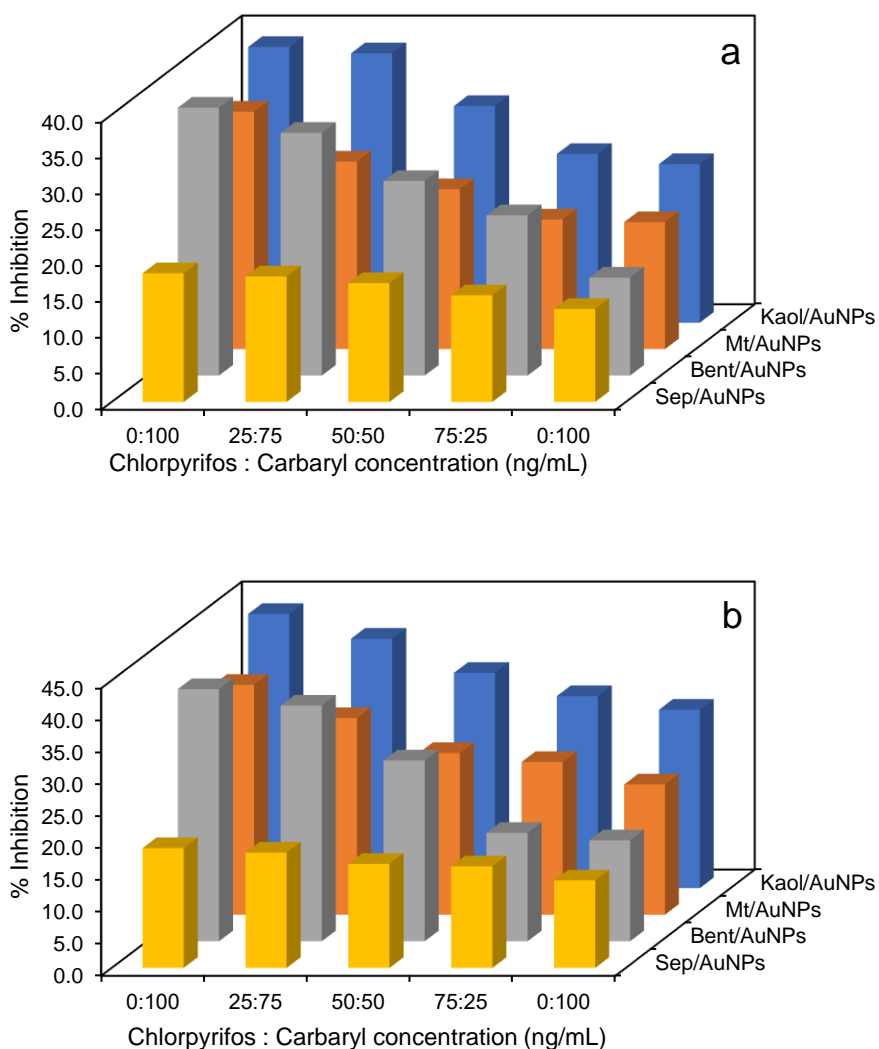 a
40.0
35.0
30.0
25.0
20.0
15.0
10.0
5.0
0.0
% Inhibition
Kaol/AuNPs
Mt/AuNPs
Bent/AuNPs
Sep/AuNPs
0:100 25:75 50:50 75:25 0:100
Chlorpyrifos : Carbaryl concentration (ng/mL)
b
45.0
40.0
35.0
30.0
25.0
20.0
15.0
10.0
5.0
0.0
% Inhibition
Kaol/AuNPs
Mt/AuNPs
Bent/AuNPs
Sep/AuNPs
0:100 25:75 50:50 75:25 0:100
Chlorpyrifos : Carbaryl concentration (ng/mL)